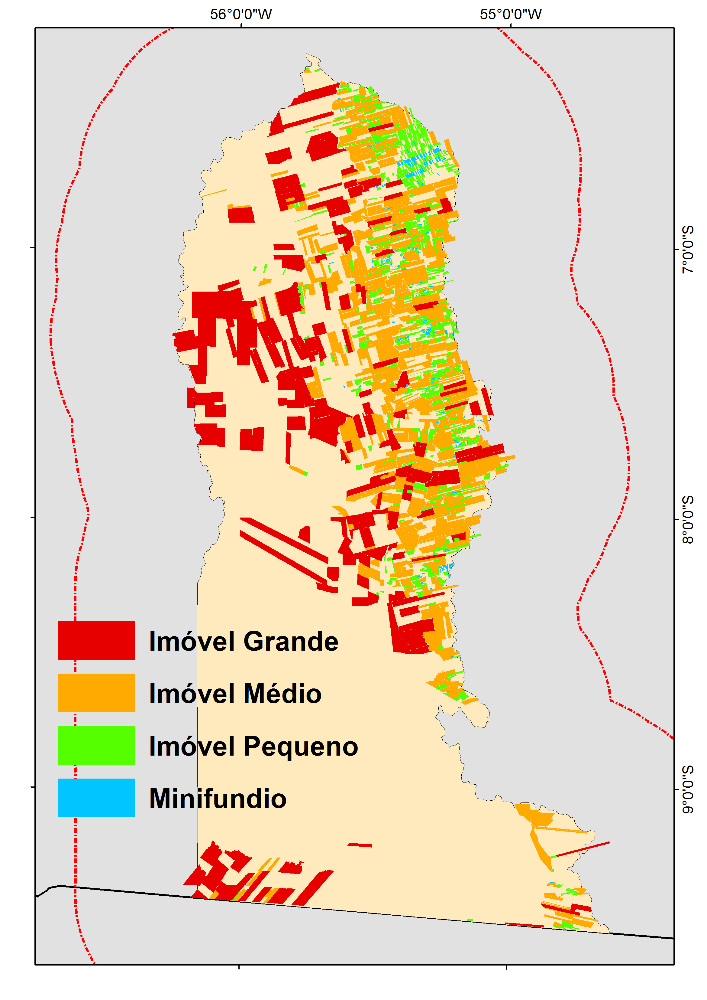 56°0'0"W
55°0'0"W
7°0'0"S
8°0'0"S
9°0'0"S
Imóvel Grande
Imóvel Médio
Imóvel Pequeno
Minifundio